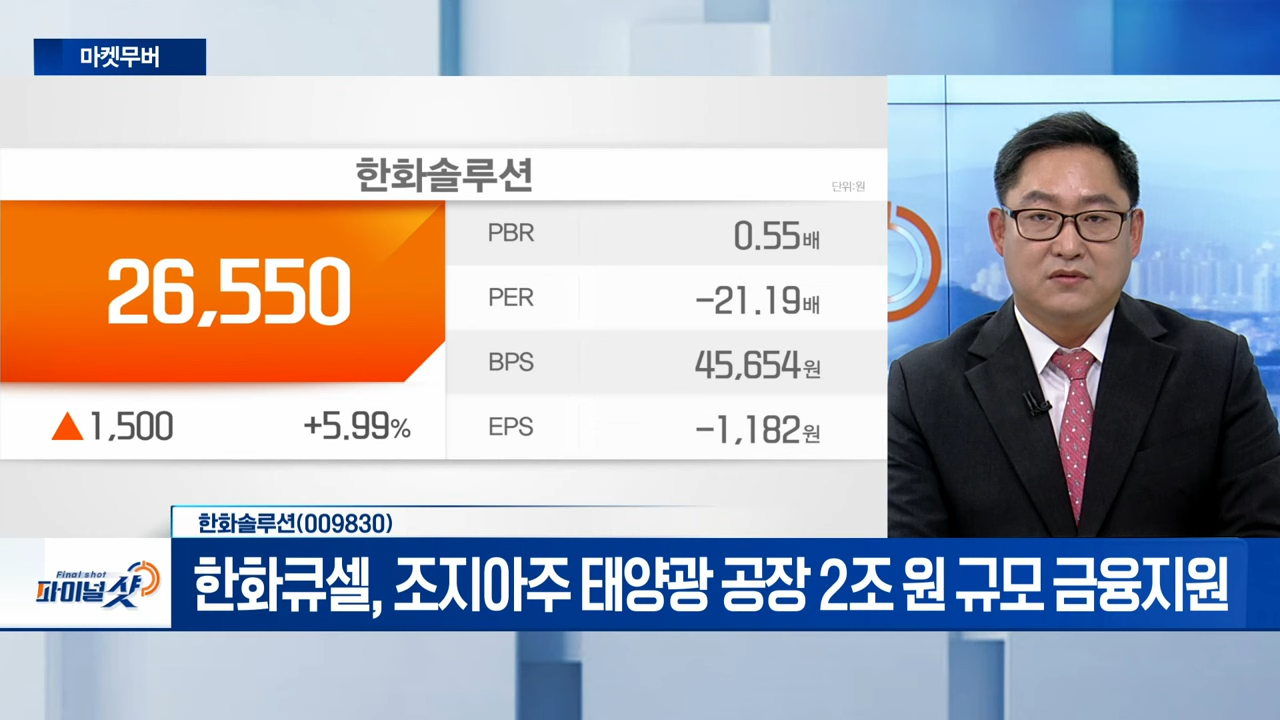 마켓무버
한화솔루션
단위:원
26,550
▲1,500 +5.99%
PBR 0.55배
PER -21.19배
BPS 45,654원
EPS -1,182원
한화솔루션(009830)
Final shot
파이널샷
한화큐셀, 조지아주 태양광 공장 2조 원 규모 금융지원